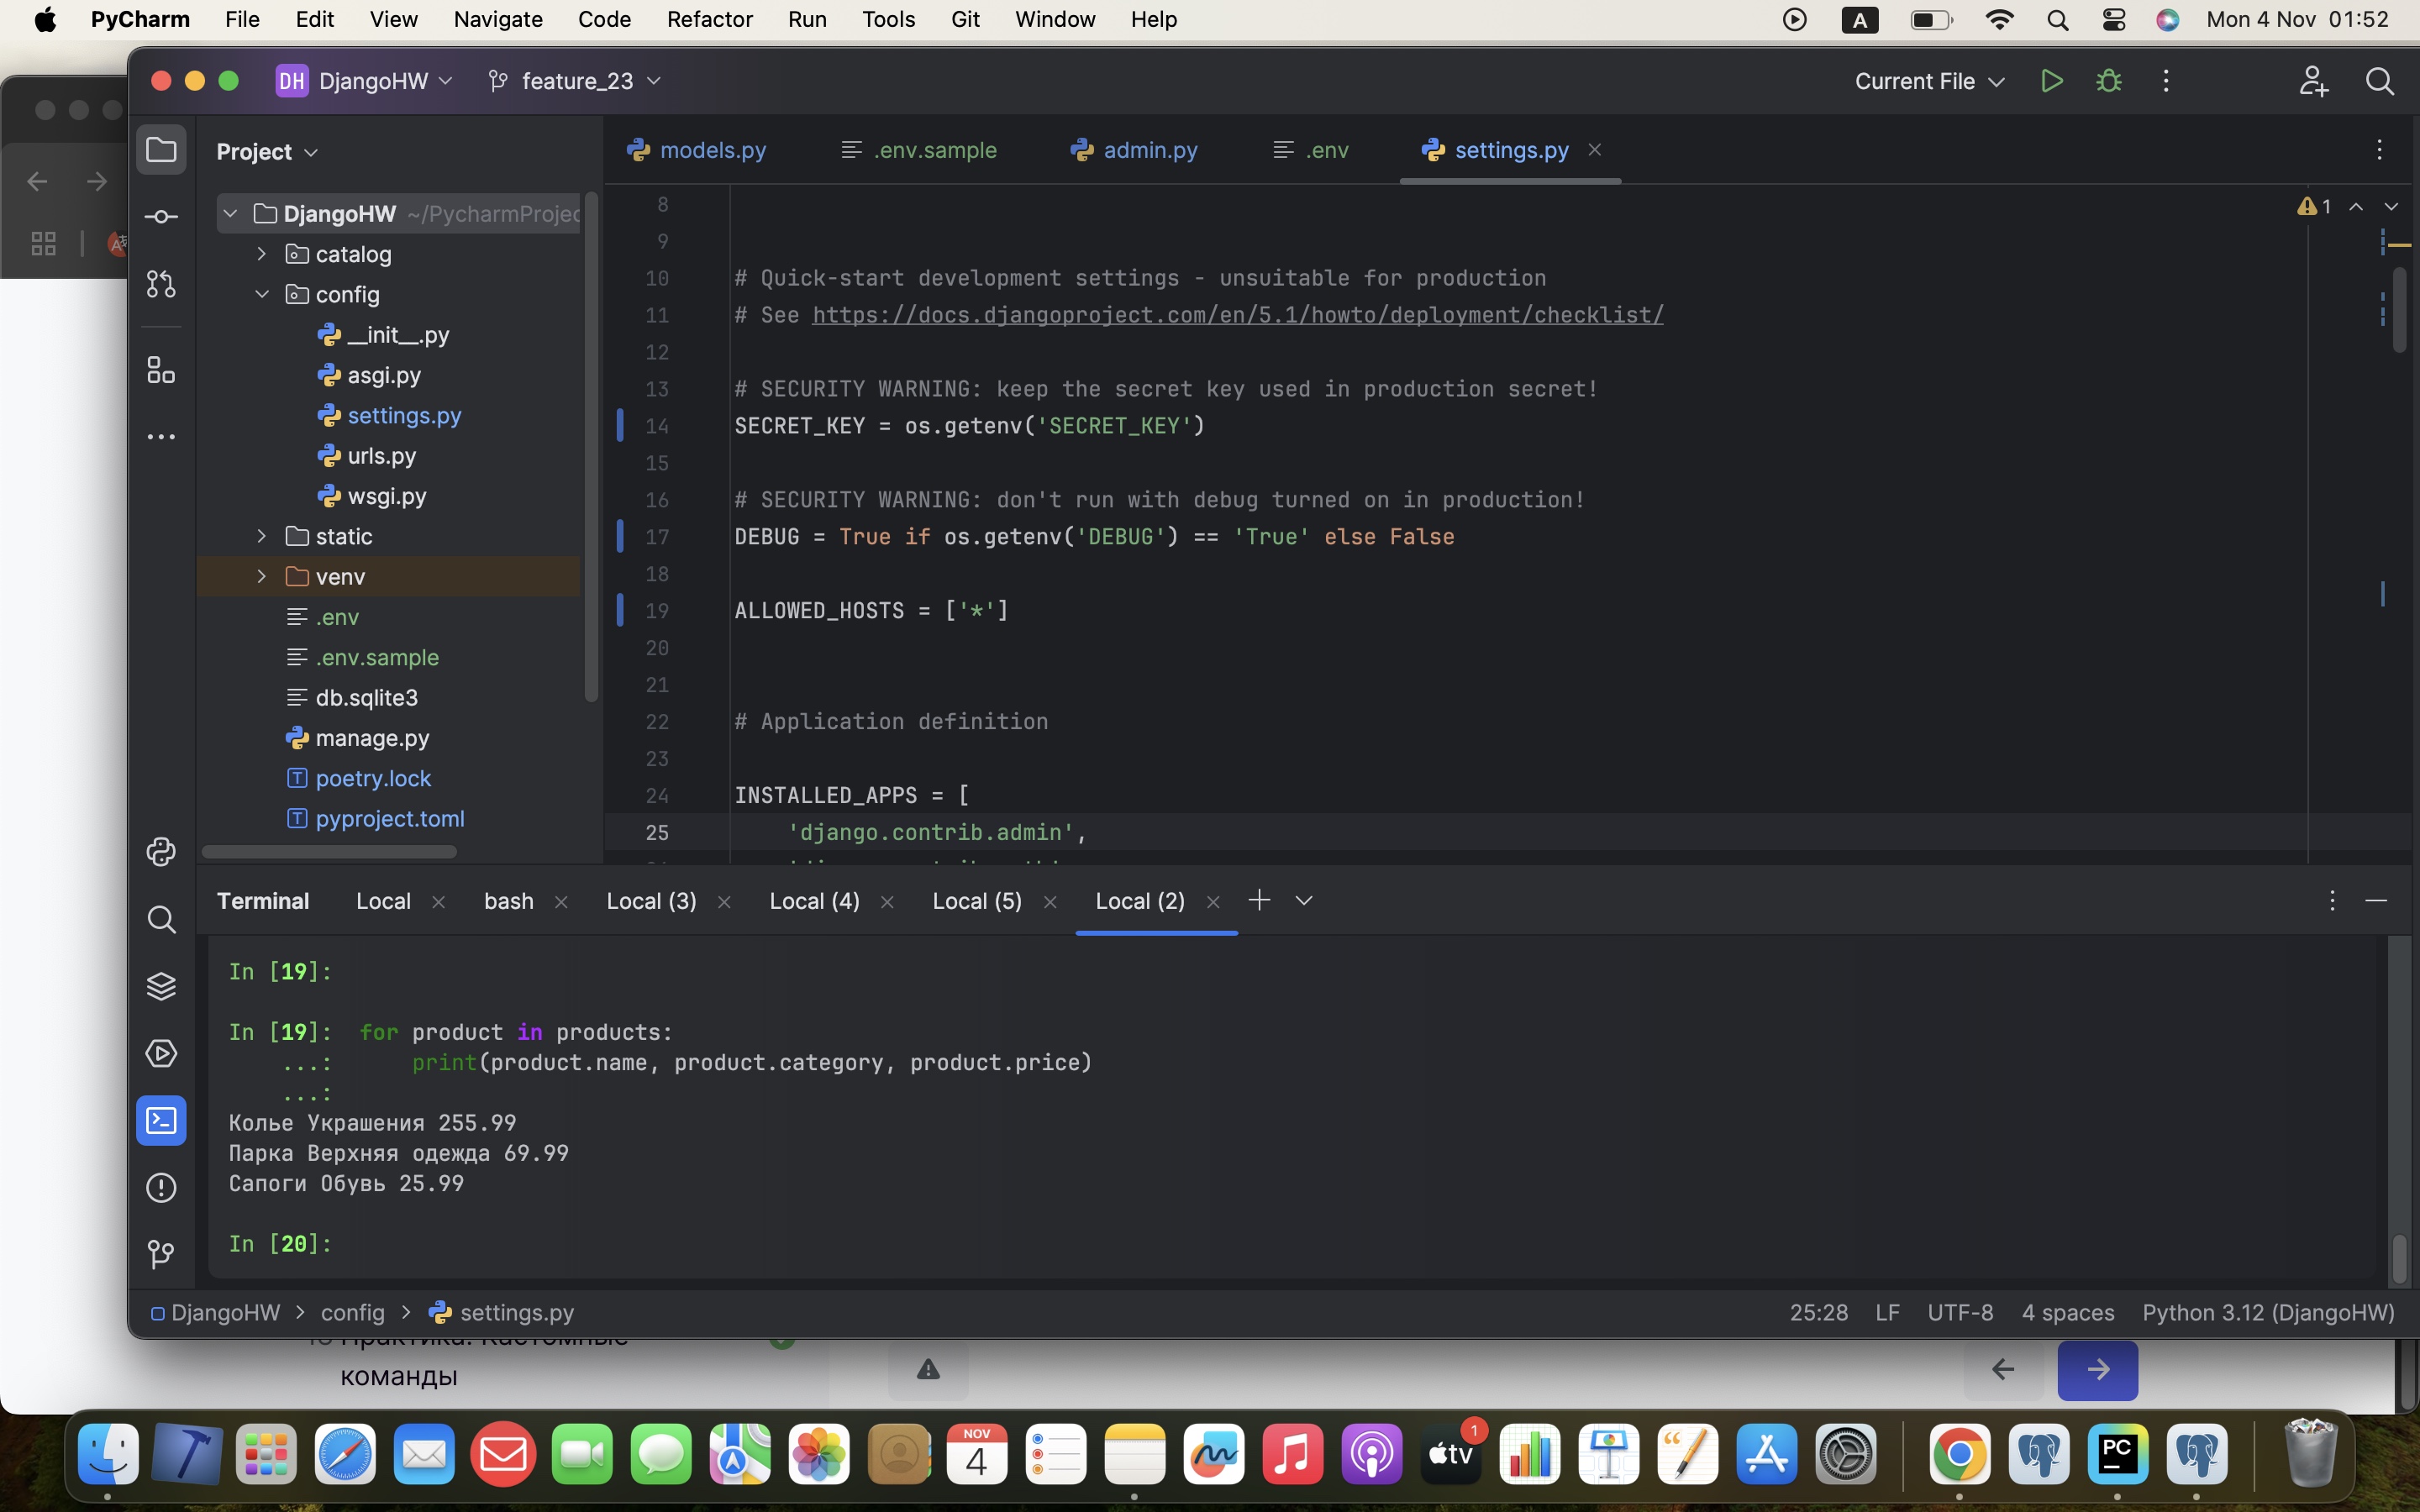 PyCharm File Edit View Navigate Code Refactor Run Tools Git Window Help A Mon 4 Nov 01:52
DH DjangoHW feature_23 Current File
Project
DjangoHW ~/PycharmProjec
catalog
config
__init__.py
asgi.py
settings.py
urls.py
wsgi.py
static
venv
.env
.env.sample
db.sqlite3
manage.py
poetry.lock
pyproject.toml
models.py .env.sample admin.py .env settings.py
1
8
9
10 # Quick-start development settings - unsuitable for production
11 # See https://docs.djangoproject.com/en/5.1/howto/deployment/checklist/
12
13 # SECURITY WARNING: keep the secret key used in production secret!
14 SECRET_KEY = os.getenv('SECRET_KEY')
15
16 # SECURITY WARNING: don't run with debug turned on in production!
17 DEBUG = True if os.getenv('DEBUG') == 'True' else False
18
19 ALLOWED_HOSTS = ['*']
20
21
22 # Application definition
23
24 INSTALLED_APPS = [
25 'django.contrib.admin',
Terminal Local bash Local (3) Local (4) Local (5) Local (2)
In [19]:
In [19]: for product in products:
...: print(product.name, product.category, product.price)
...:
Колье Украшения 255.99
Парка Верхняя одежда 69.99
Сапоги Обувь 25.99
In [20]:
DjangoHW > config > settings.py 25:28 LF UTF-8 4 spaces Python 3.12 (DjangoHW)
Практика. Кастомные
команды
NOV
4
tv
1
PC